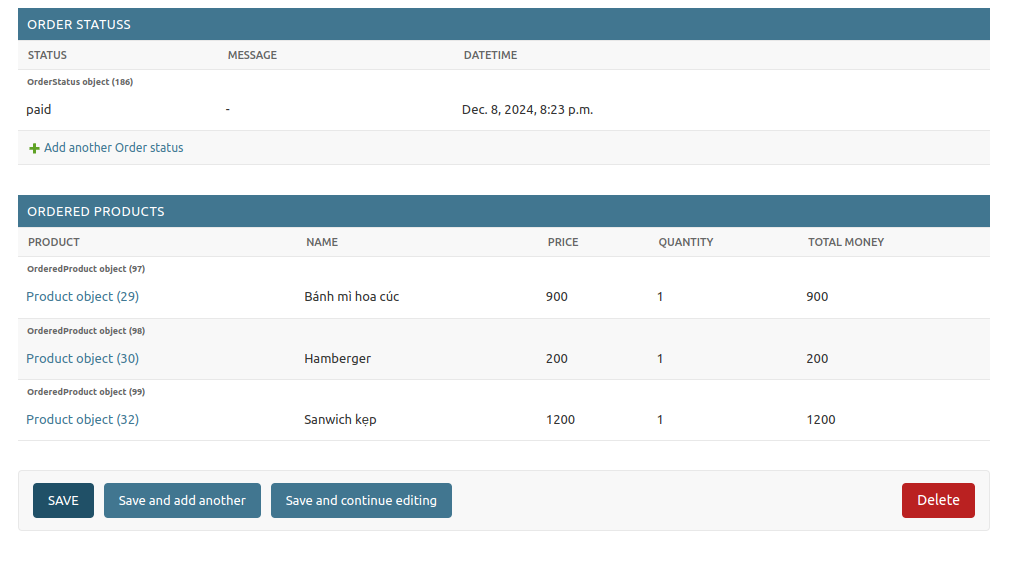 ORDER STATUSS
STATUS MESSAGE DATETIME
OrderStatus object (186)
paid - Dec. 8, 2024, 8:23 p.m.
Add another Order status
ORDERED PRODUCTS
PRODUCT NAME PRICE QUANTITY TOTAL MONEY
OrderedProduct object (97)
Product object (29) Bánh mì hoa cúc 900 1 900
OrderedProduct object (98)
Product object (30) Hamberger 200 1 200
OrderedProduct object (99)
Product object (32) Sanwich kẹp 1200 1 1200
SAVE Save and add another Save and continue editing Delete